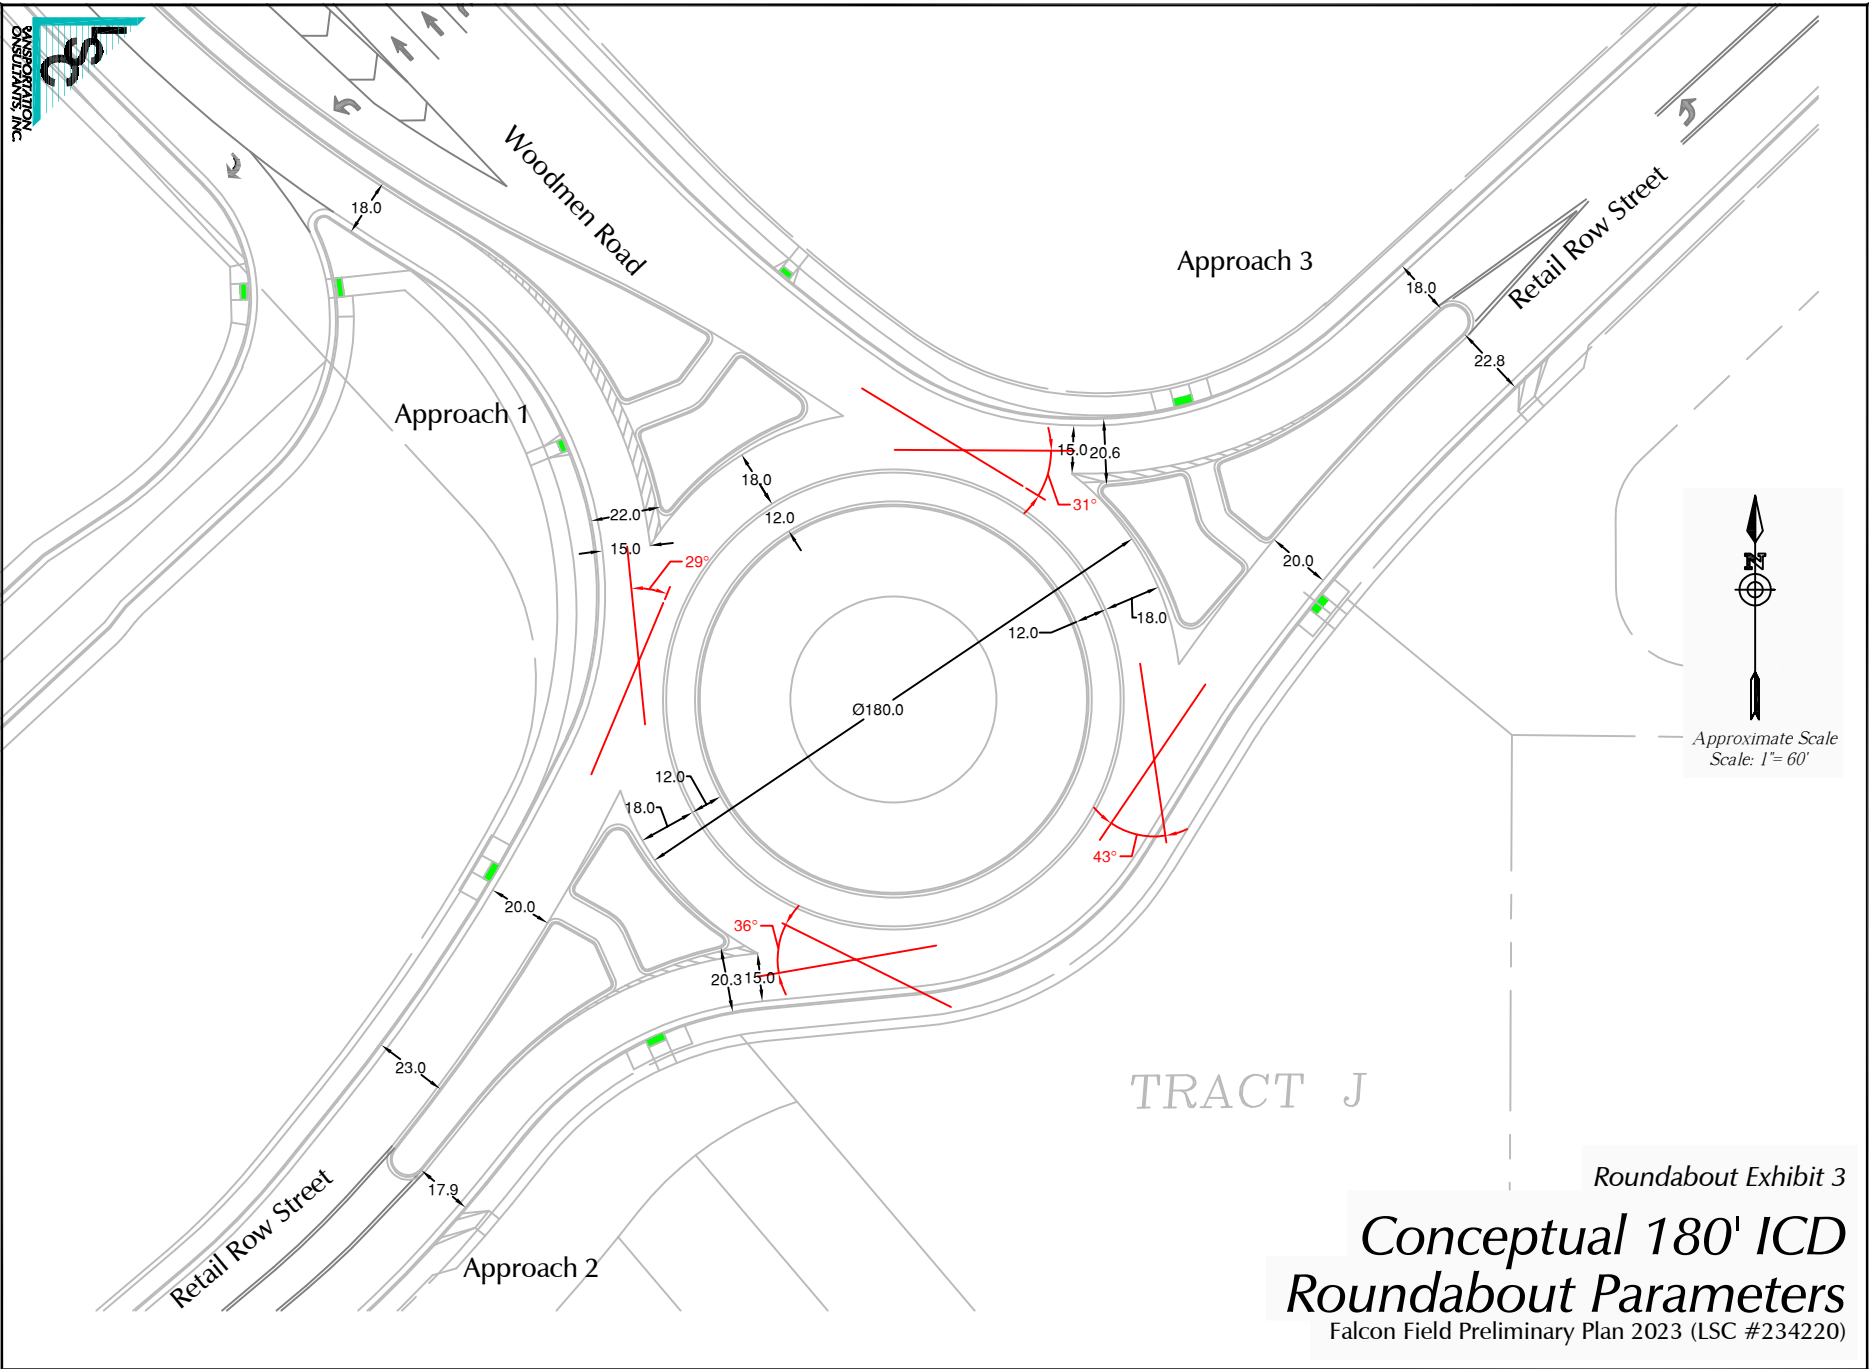 LSC
TRANSPORTATION
CONSULTANTS, INC.
Woodmen Road
18.0
Approach 3
Retail Row Street
18.0
22.8
Approach 1
15.0
20.6
31°
18.0
12.0
22.0
15.0
29°
20.0
18.0
12.0
Ø180.0
N
Approximate Scale
Scale: 1"= 60'
12.0
18.0
43°
20.0
36°
20.3
15.0
23.0
17.9
TRACT J
Retail Row Street
Approach 2
Roundabout Exhibit 3
Conceptual 180' ICD
Roundabout Parameters
Falcon Field Preliminary Plan 2023 (LSC #234220)